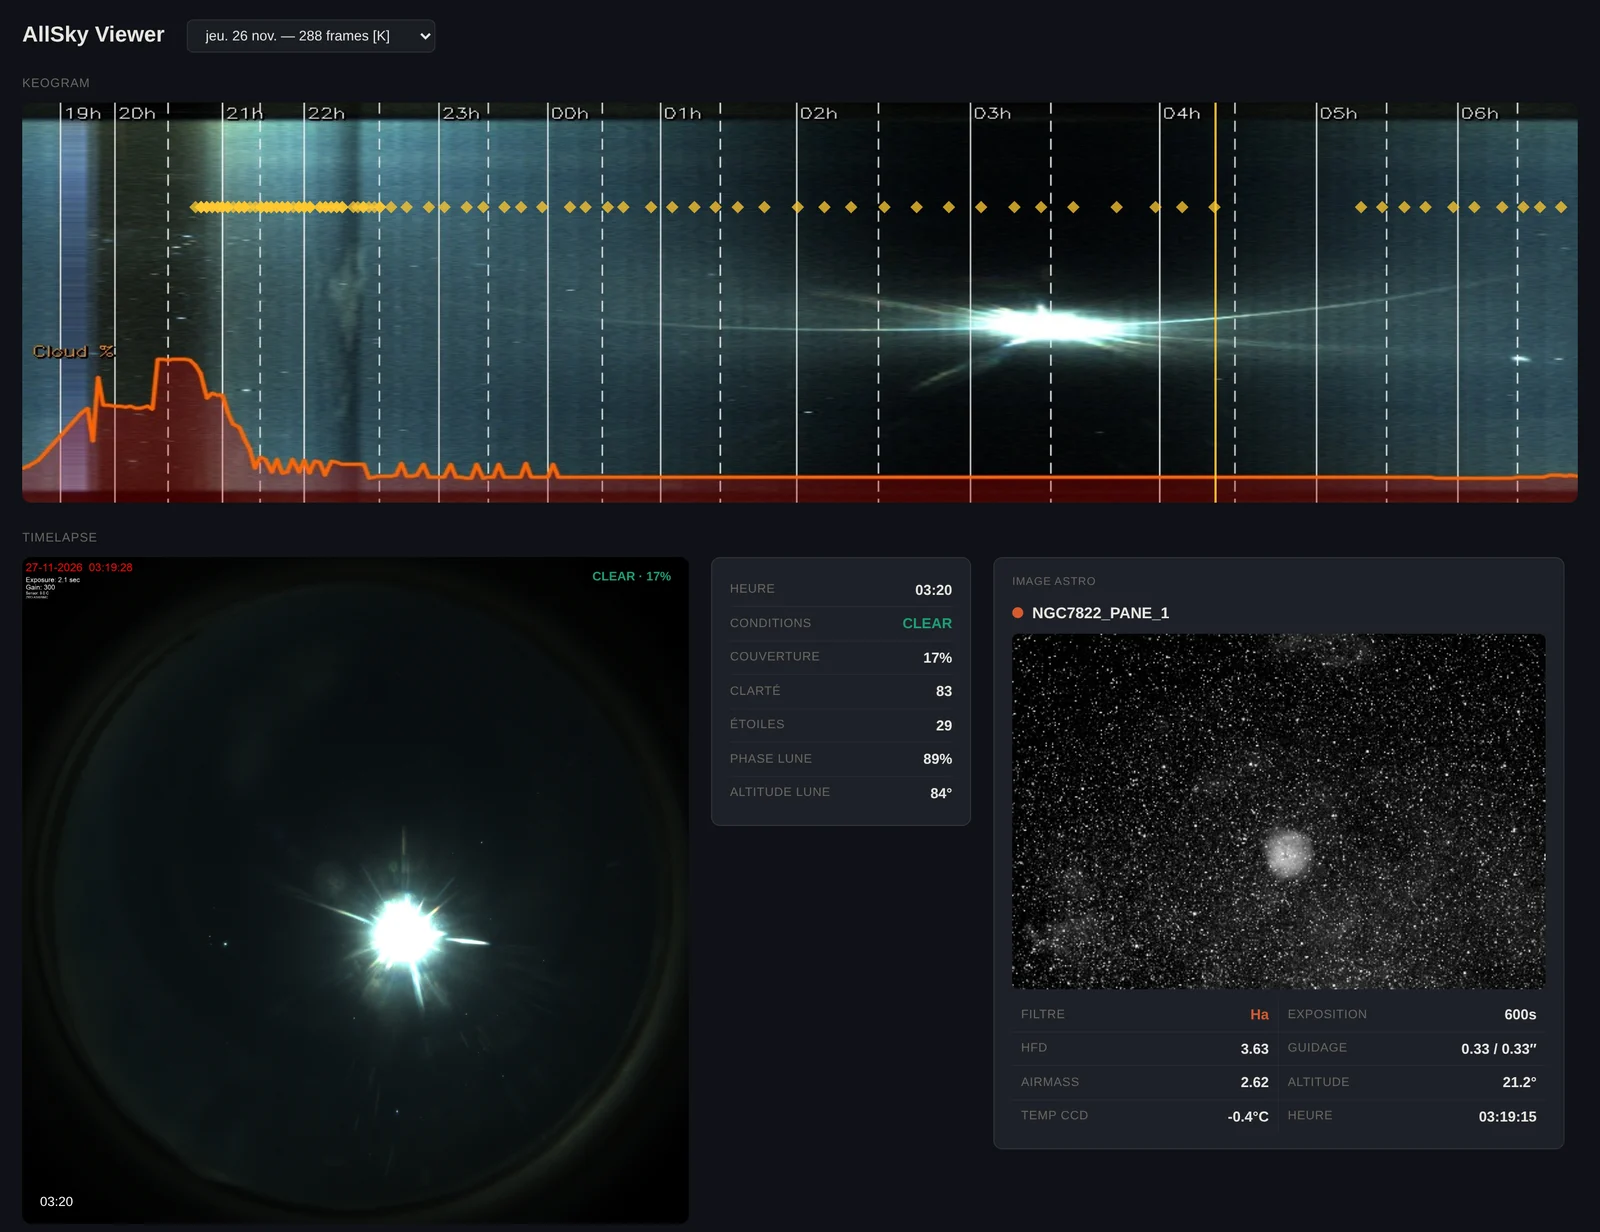 AllSky Viewer
jeu. 26 nov. — 288 frames [K]
KEOGRAM
19h 20h 21h 22h 23h 00h 01h 02h 03h 04h 05h 06h
Cloud %
TIMELAPSE
27-11-2026 03:19:28
Exposure: 2.1 sec
Gain: 300
CLEAR · 17%
03:20
HEURE 03:20
CONDITIONS CLEAR
COUVERTURE 17%
CLARTÉ 83
ÉTOILES 29
PHASE LUNE 89%
ALTITUDE LUNE 84°
IMAGE ASTRO
NGC7822_PANE_1
FILTRE Ha EXPOSITION 600s
HFD 3.63 GUIDAGE 0.33 / 0.33″
AIRMASS 2.62 ALTITUDE 21.2°
TEMP CCD -0.4°C HEURE 03:19:15